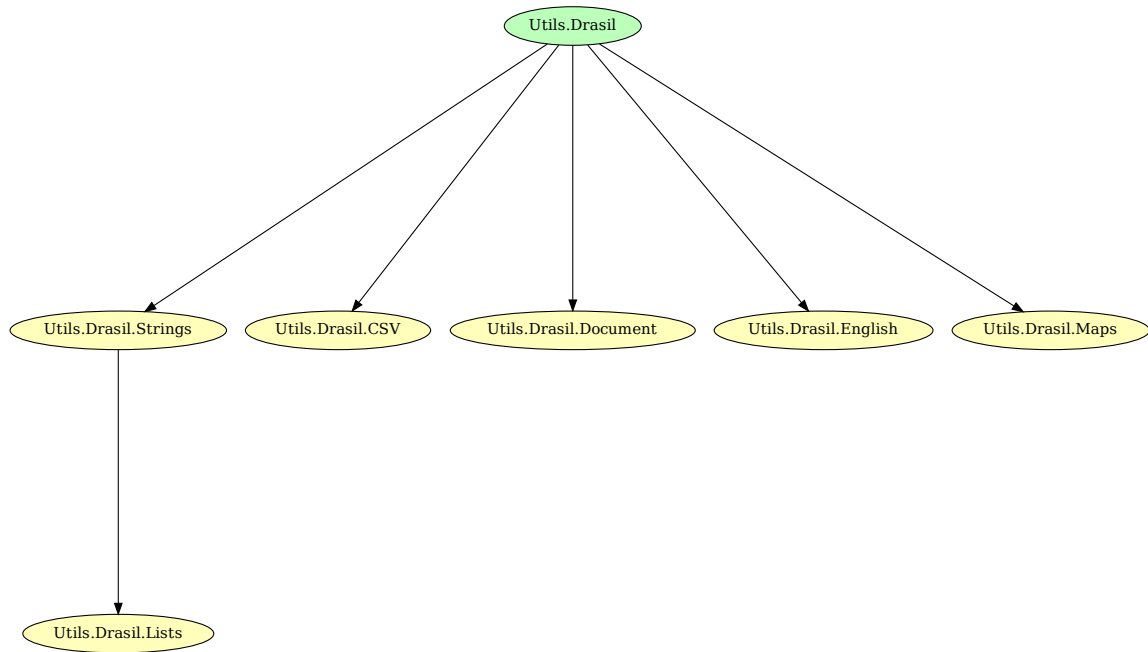 Utils.Drasil
Utils.Drasil.Strings
Utils.Drasil.CSV
Utils.Drasil.Document
Utils.Drasil.English
Utils.Drasil.Maps
Utils.Drasil.Lists